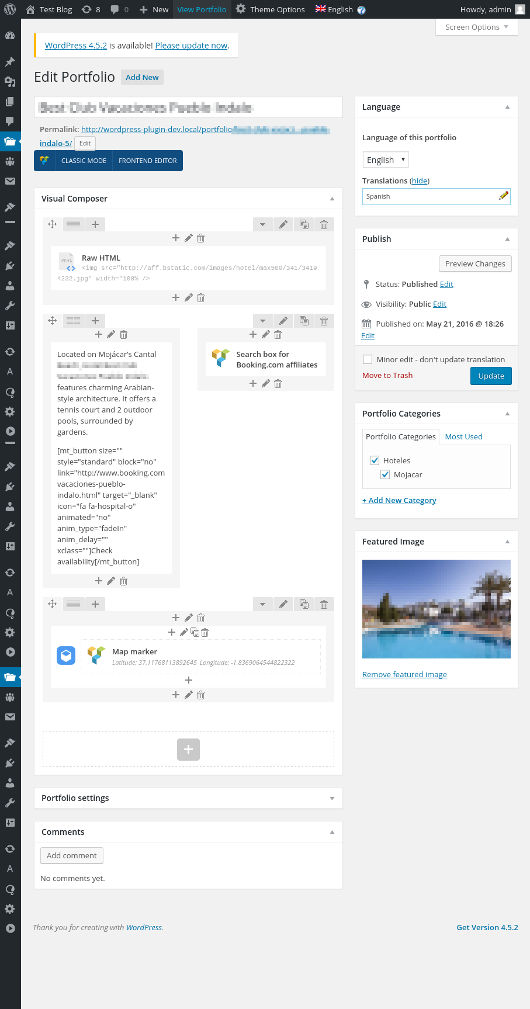 Test Blog 8 0 New View Portfolio Theme Options English Howdy, admin
Screen Options
WordPress 4.5.2 is available! Please update now.
Edit Portfolio Add New
Permalink: http://wordpress-plugin-dev.local/portfolio/
indalo-5/ Edit
CLASSIC MODE FRONTEND EDITOR
Visual Composer
Raw HTML
<img src="http://aff.bstatic.com/images/hotel/max500/341/3419
width="100% />
Located on Mojácar's Cantal
features charming Arabian-
style architecture. It offers a
tennis court and 2 outdoor
pools, surrounded by
gardens.
[mt_button size=""
style="standard" block="no"
link="http://www.booking.com
vacaciones-pueblo-
indalo.html" target="_blank"
icon="fa fa-hospital-o"
animated="no"
anim_type="fadeIn"
anim_delay=""
xclass=""]Check
availability[/mt_button]
Search box for
Booking.com affiliates
Map marker
Latitude: 37.11768113892645 Longitude: -1.8369064544822322
Portfolio settings
Comments
Add comment
No comments yet.
Language
Language of this portfolio
English
Translations (hide)
Spanish
Publish
Preview Changes
Status: Published Edit
Visibility: Public Edit
Published on: May 21, 2016 @ 18:26
Edit
Minor edit - don't update translation
Move to Trash Update
Portfolio Categories
Portfolio Categories Most Used
Hoteles
Mojacar
+ Add New Category
Featured Image
Remove featured image
Thank you for creating with WordPress. Get Version 4.5.2